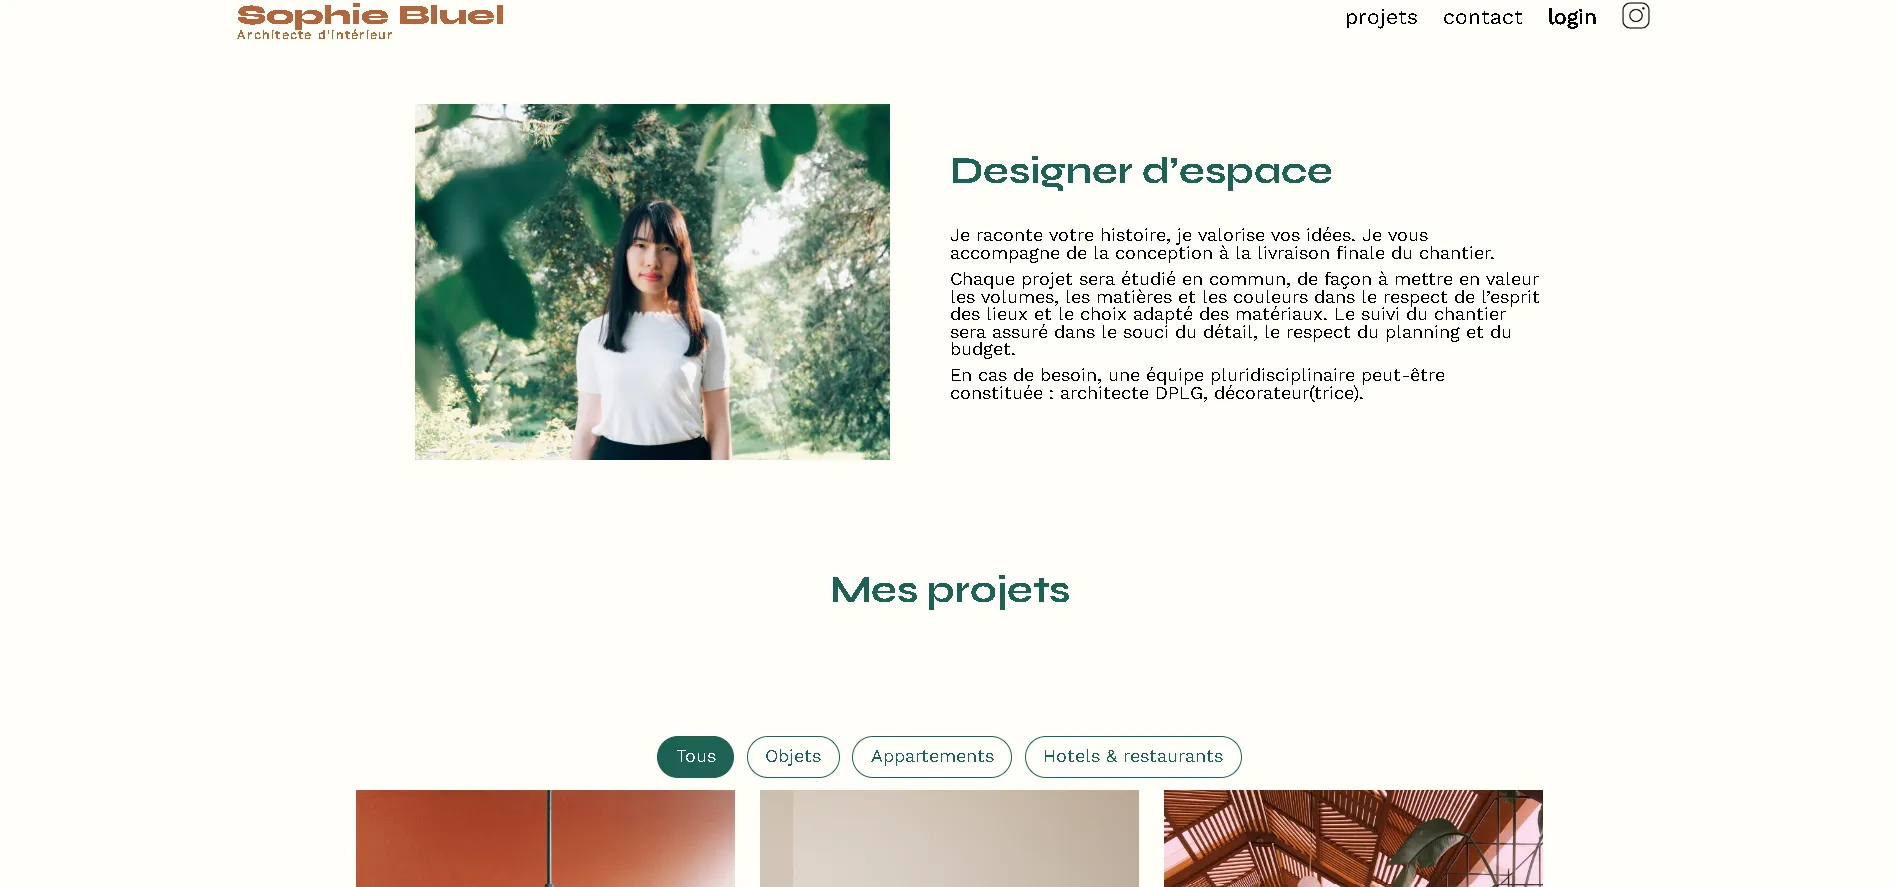 Sophie Bluel
Architecte d'intérieur
projets
contact
login
Designer d’espace
Je raconte votre histoire, je valorise vos idées. Je vous
accompagne de la conception à la livraison finale du chantier.
Chaque projet sera étudié en commun, de façon à mettre en valeur
les volumes, les matières et les couleurs dans le respect de l’esprit
des lieux et le choix adapté des matériaux. Le suivi du chantier
sera assuré dans le souci du détail, le respect du planning et du
budget.
En cas de besoin, une équipe pluridisciplinaire peut-être
constituée : architecte DPLG, décorateur(trice).
Mes projets
Tous
Objets
Appartements
Hotels & restaurants